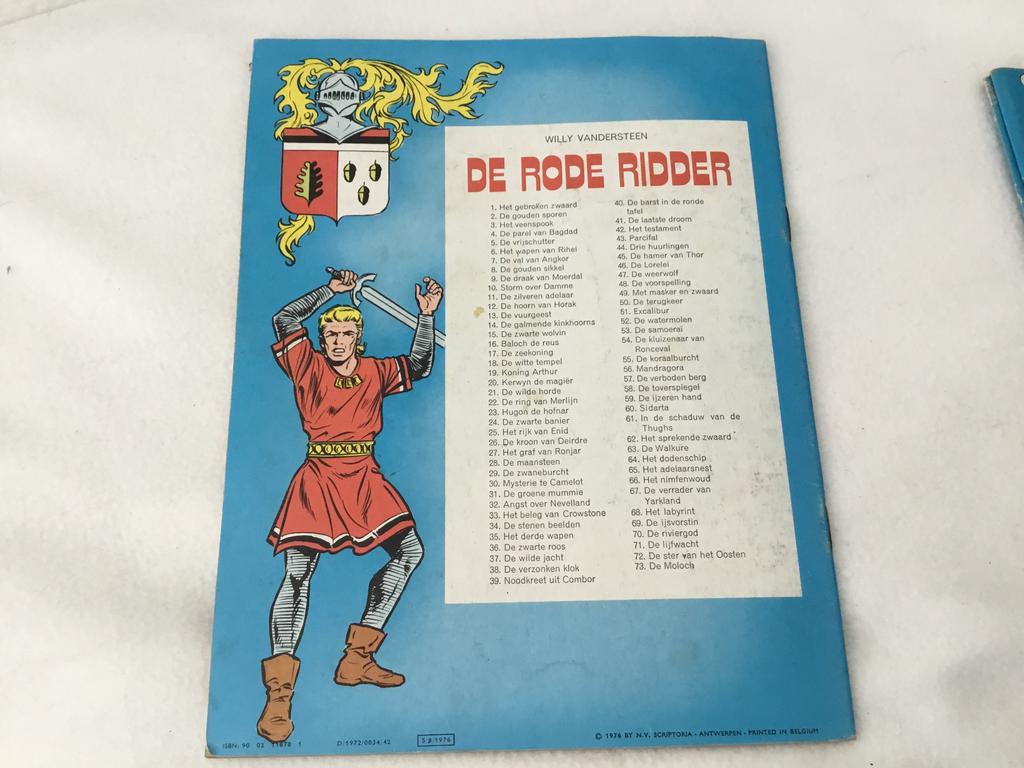 WILLY VANDERSTEEN
DE RODE RIDDER
1. Het gebroken zwaard
2. De gouden sporen
3. Het veenspook
4. De parel van Bagdad
5. De vrijschutter
6. Het wapen van Rihei
7. De val van Angkor
8. De gouden sikkel
9. De draak van Moerdal
10. Storm over Damme
11. De zilveren adelaar
12. De hoorn van Horak
13. De vuurgeest
14. De galmende kinkhoorns
15. De zwarte wolvin
16. Baloch de reus
17. De zeekoning
18. De witte tempel
19. Koning Arthur
20. Kerwyn de magiër
21. De wilde horde
22. De ring van Merlijn
23. Hugon de hofnar
24. De zwarte banier
25. Het rijk van Enid
26. De kroon van Deirdre
27. Het graf van Ronjar
28. De maansteen
29. De zwaneburcht
30. Mysterie te Camelot
31. De groene mummie
32. Angst over Nevelland
33. Het beleg van Crowstone
34. De stenen beelden
35. Het derde wapen
36. De zwarte roos
37. De wilde jacht
38. De verzonken klok
39. Noodkreet uit Combor
40. De barst in de ronde
tafel
41. De laatste droom
42. Het testament
43. Parcifal
44. Drie huurlingen
45. De hamer van Thor
46. De Lorelei
47. De weerwolf
48. De voorspelling
49. Met masker en zwaard
50. De terugkeer
51. Excalibur
52. De watermolen
53. De samoerai
54. De kluizenaar van
Ronceval
55. De koraalburcht
56. Mandragora
57. De verboden berg
58. De toverspiegel
59. De ijzeren hand
60. Sidarta
61. In de schaduw van de
Thughs
62. Het sprekende zwaard
63. De Walkure
64. Het dodenschip
65. Het adelaarsnest
66. Het nimfenwoud
67. De verrader van
Yarkland
68. Het labyrint
69. De ijsvorstin
70. De riviergod
71. De lijfwacht
72. De ster van het Oosten
73. De Moloch
ISBN: 90 02 11878 1
D/1972/0034/42
© 1976 BY N.V. SCRIPTORIA - ANTWERPEN - PRINTED IN BELGIUM